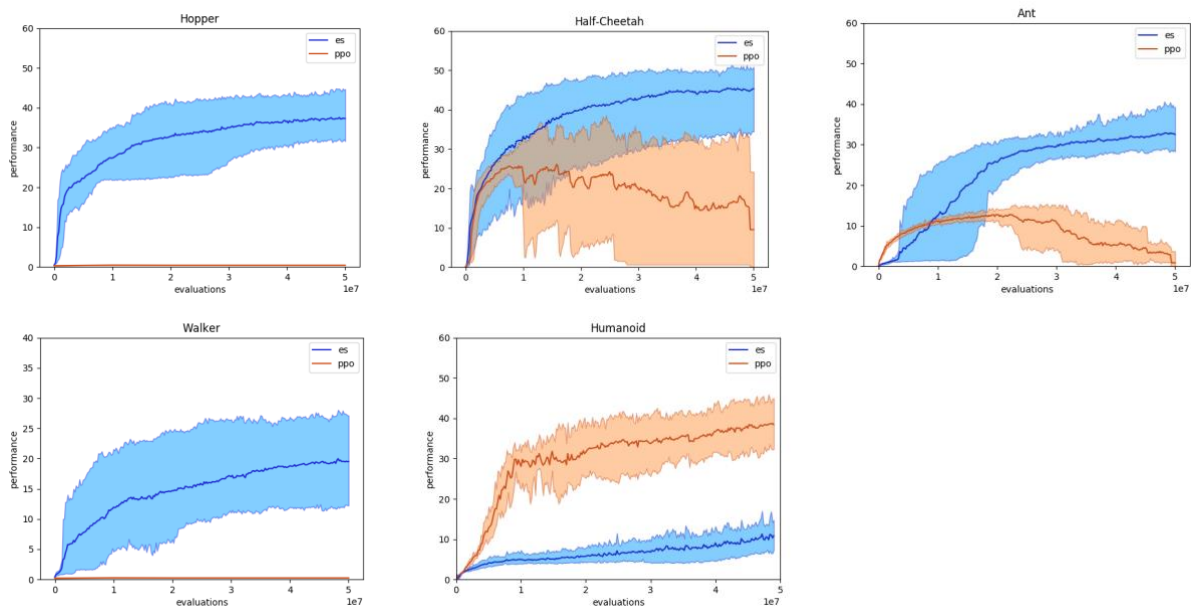 Hopper
60
50
40
30
20
10
0
performance
es
ppo
0 1 2 3 4 5
evaluations
1e7
Half-Cheetah
60
50
40
30
20
10
0
performance
es
ppo
0 1 2 3 4 5
evaluations
1e7
Ant
60
50
40
30
20
10
0
performance
es
ppo
0 1 2 3 4 5
evaluations
1e7
Walker
40
35
30
25
20
15
10
5
0
performance
es
ppo
0 1 2 3 4 5
evaluations
1e7
Humanoid
60
50
40
30
20
10
0
performance
es
ppo
0 1 2 3 4 5
evaluations
1e7